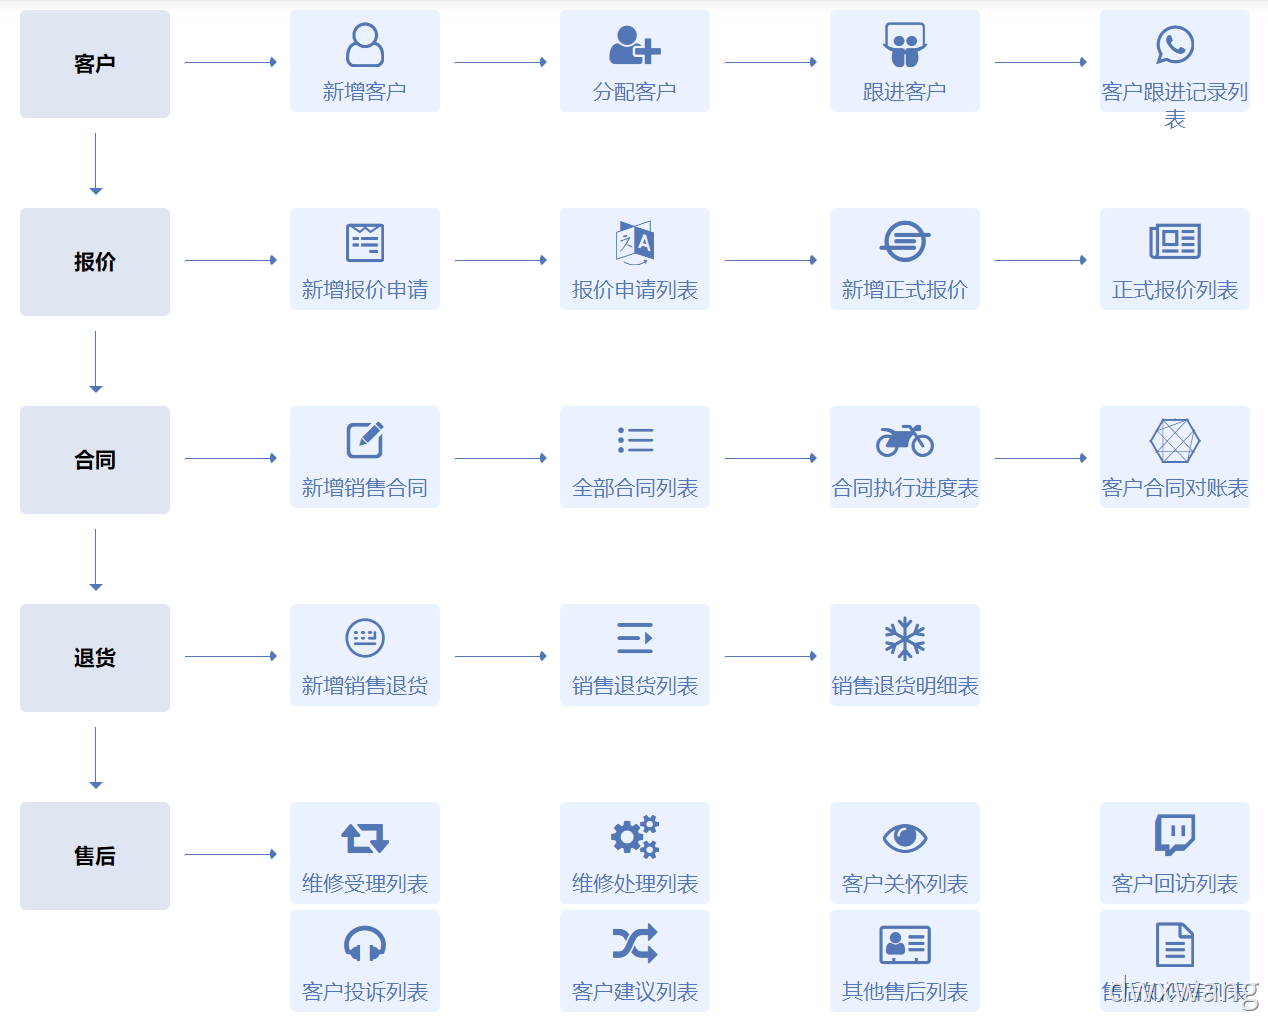 客户
新增客户
分配客户
跟进客户
客户跟进记录列
表
报价
新增报价申请
报价申请列表
新增正式报价
正式报价列表
合同
新增销售合同
全部合同列表
合同执行进度表
客户合同对账表
退货
新增销售退货
销售退货列表
销售退货明细表
售后
维修受理列表
维修处理列表
客户关怀列表
客户回访列表
客户投诉列表
客户建议列表
其他售后列表
dwxwang